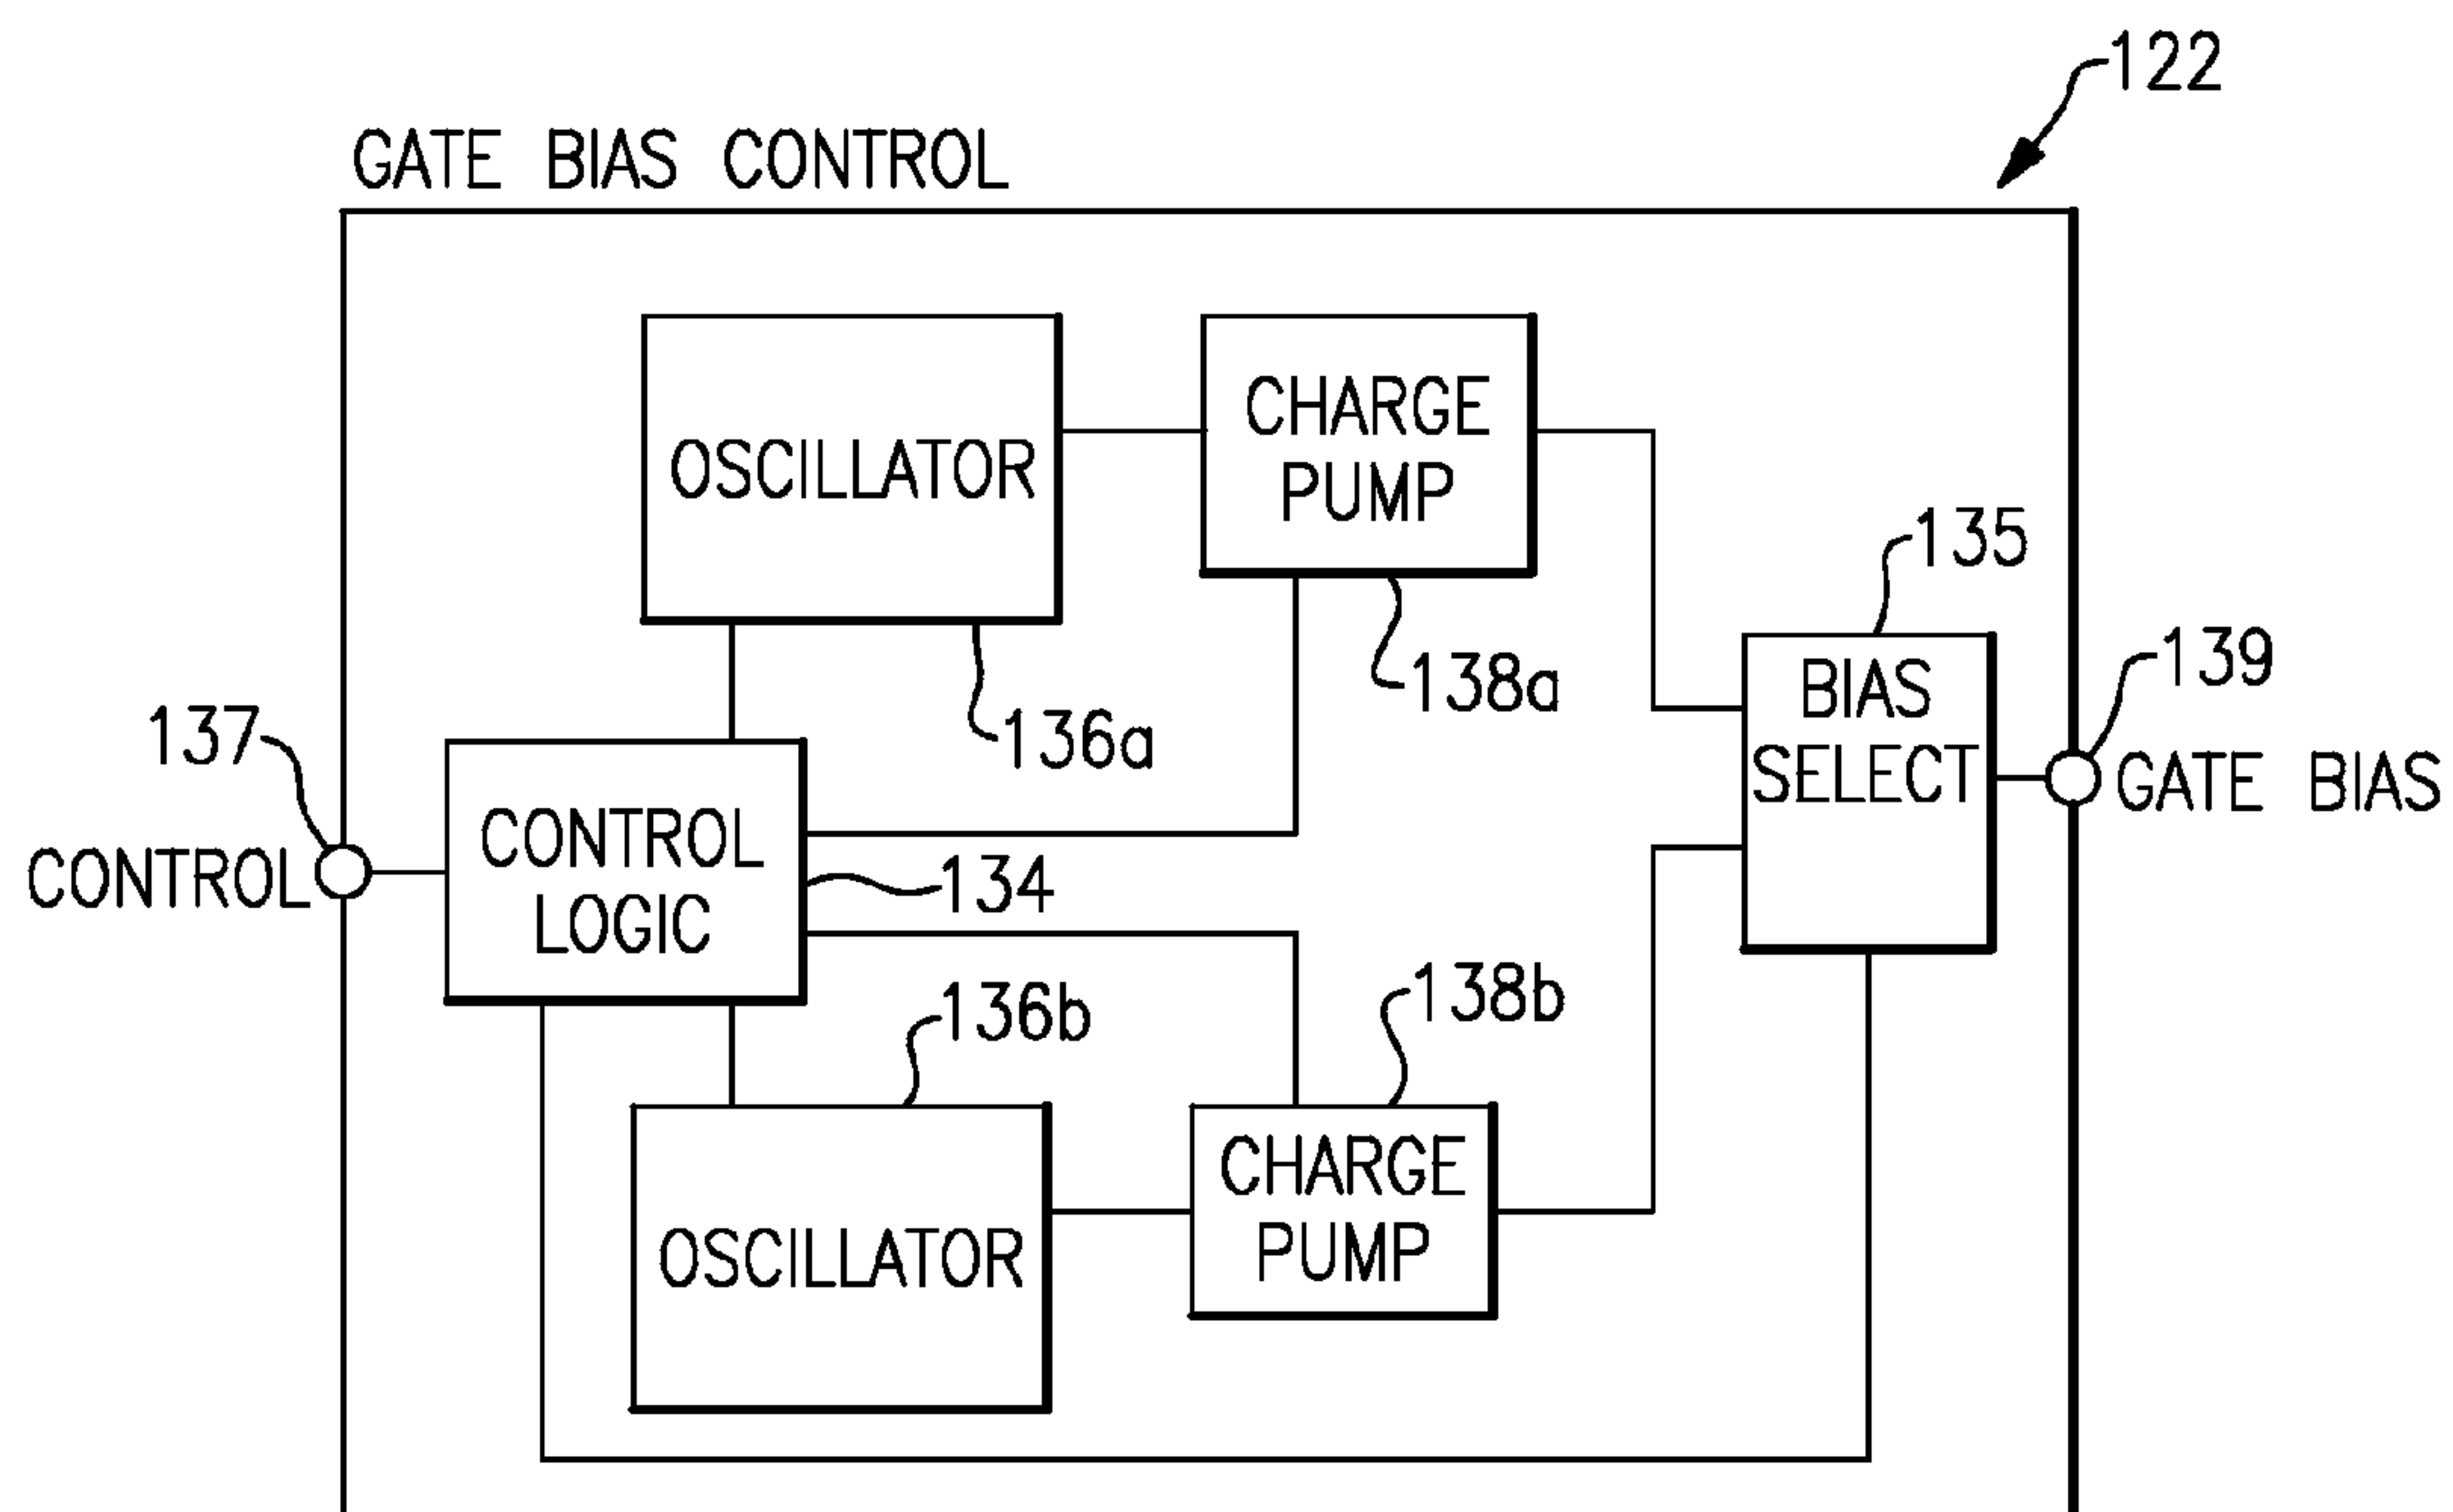 122
GATE BIAS CONTROL
OSCILLATOR
CHARGE
PUMP
135
138a
139
136a
137
BIAS
SELECT
GATE BIAS
CONTROL
CONTROL
LOGIC
134
136b
138b
OSCILLATOR
CHARGE
PUMP